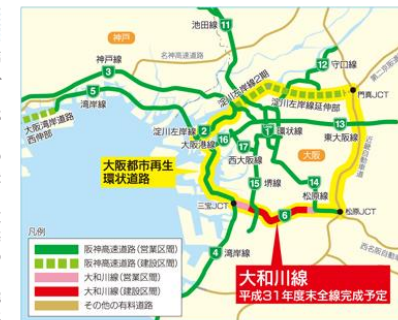 池田線
11
神戸
名神高速道路
神戸線
3
5
湾岸線
大阪湾岸道路
西伸部
淀川左岸線2期
12
守口線
門真JCT
淀川左岸線延伸部
淀川左岸線
2
大阪港線
16
1
環状線
13
東大阪線
大阪
17
西大阪線
大阪都市再生
環状道路
堺線
15
14
松原線
三宝JCT
6
松原JCT
4
湾岸線
大和川線
平成31年度末全線完成予定
凡例
阪神高速道路(営業区間)
阪神高速道路(建設区間)
大和川線(営業区間)
大和川線(建設区間)
その他の有料道路